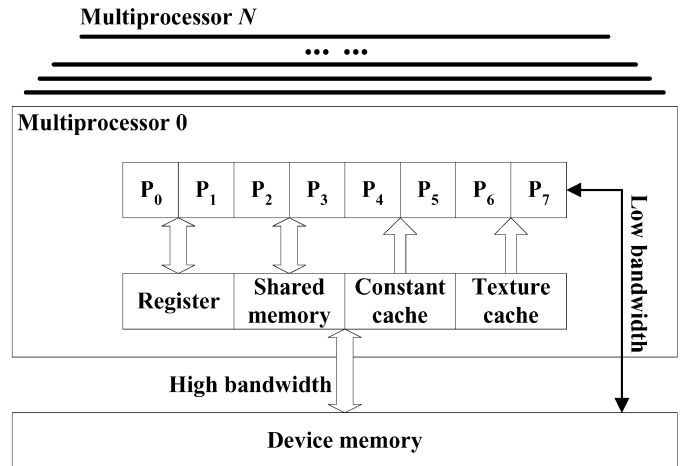 Multiprocessor N
... ...
Multiprocessor 0
P0 P1 P2 P3 P4 P5 P6 P7
Register
Shared
memory
Constant
cache
Texture
cache
Low bandwidth
High bandwidth
Device memory